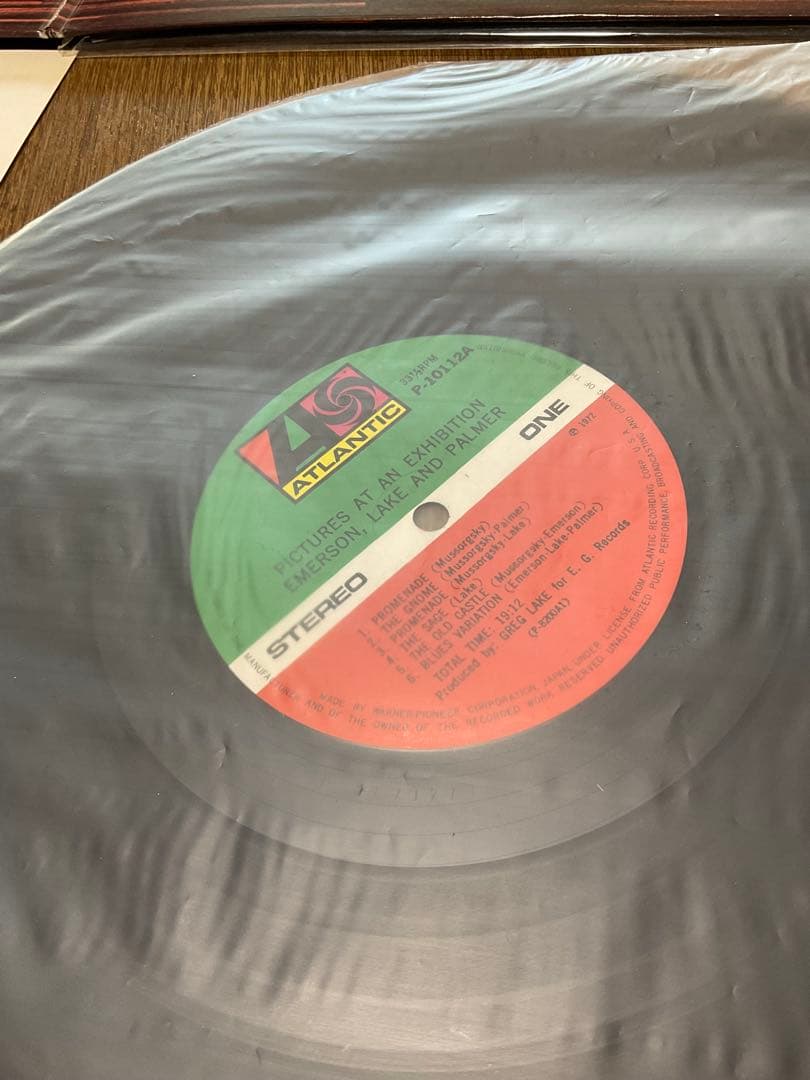 ATLANTIC
33⅓RPM
P-10112A
PICTURES AT AN EXHIBITION
EMERSON, LAKE AND PALMER
STEREO
ONE
℗ 1972
1. PROMENADE (Mussorgsky)
2. THE GNOME (Mussorgsky-Palmer)
3. PROMENADE (Mussorgsky Lake)
4. THE SAGE (Lake)
5. THE OLD CASTLE (Mussorgsky-Emerson)
6. BLUES VARIATION (Emerson-Lake-Palmer)
TOTAL TIME: 19-12
Produced by: GREG LAKE for E. G. Records
(P-8200A1)
MADE BY WARNER-PIONEER CORPORATION, JAPAN, UNDER LICENSE FROM ATLANTIC RECORDING CORP. U.S.A.
MANUFACTURER AND OF THE OWNER OF THE RECORDED WORK RESERVED UNAUTHORIZED PUBLIC PERFORMANCE, BROADCASTING AND COPYING OF